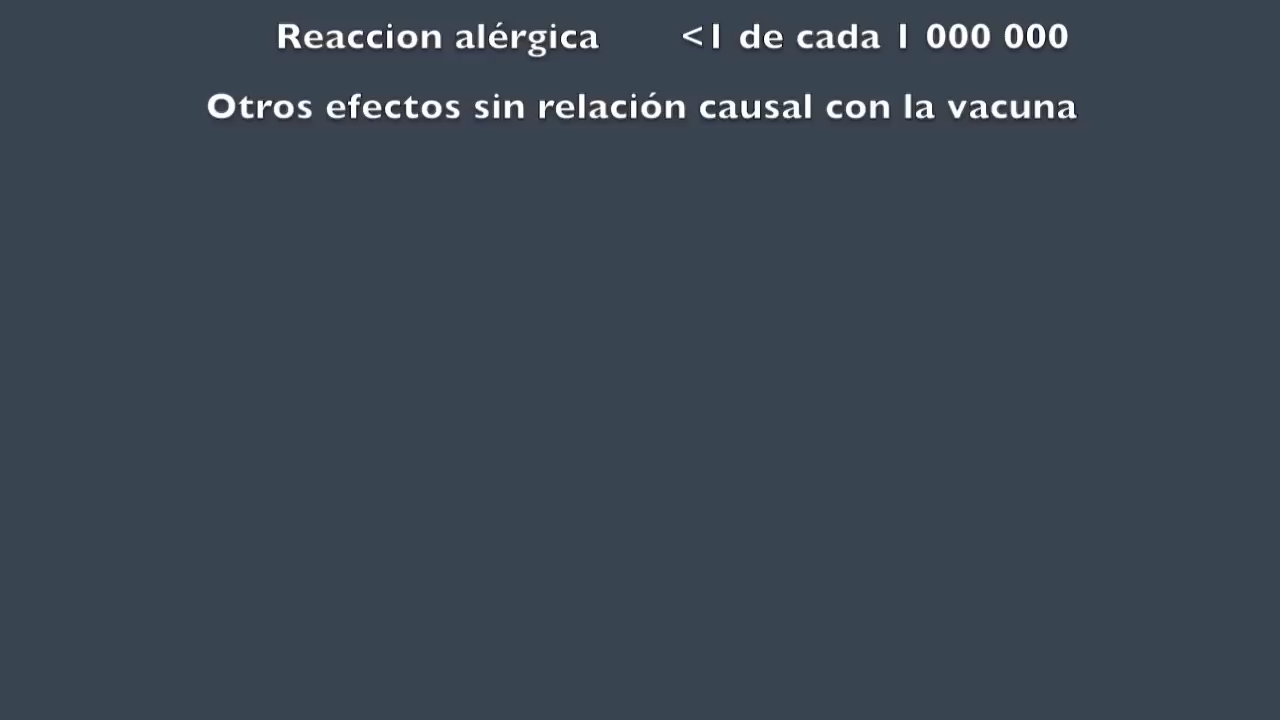 Reaccion alérgica <1 de cada 1 000 000
Otros efectos sin relación causal con la vacuna